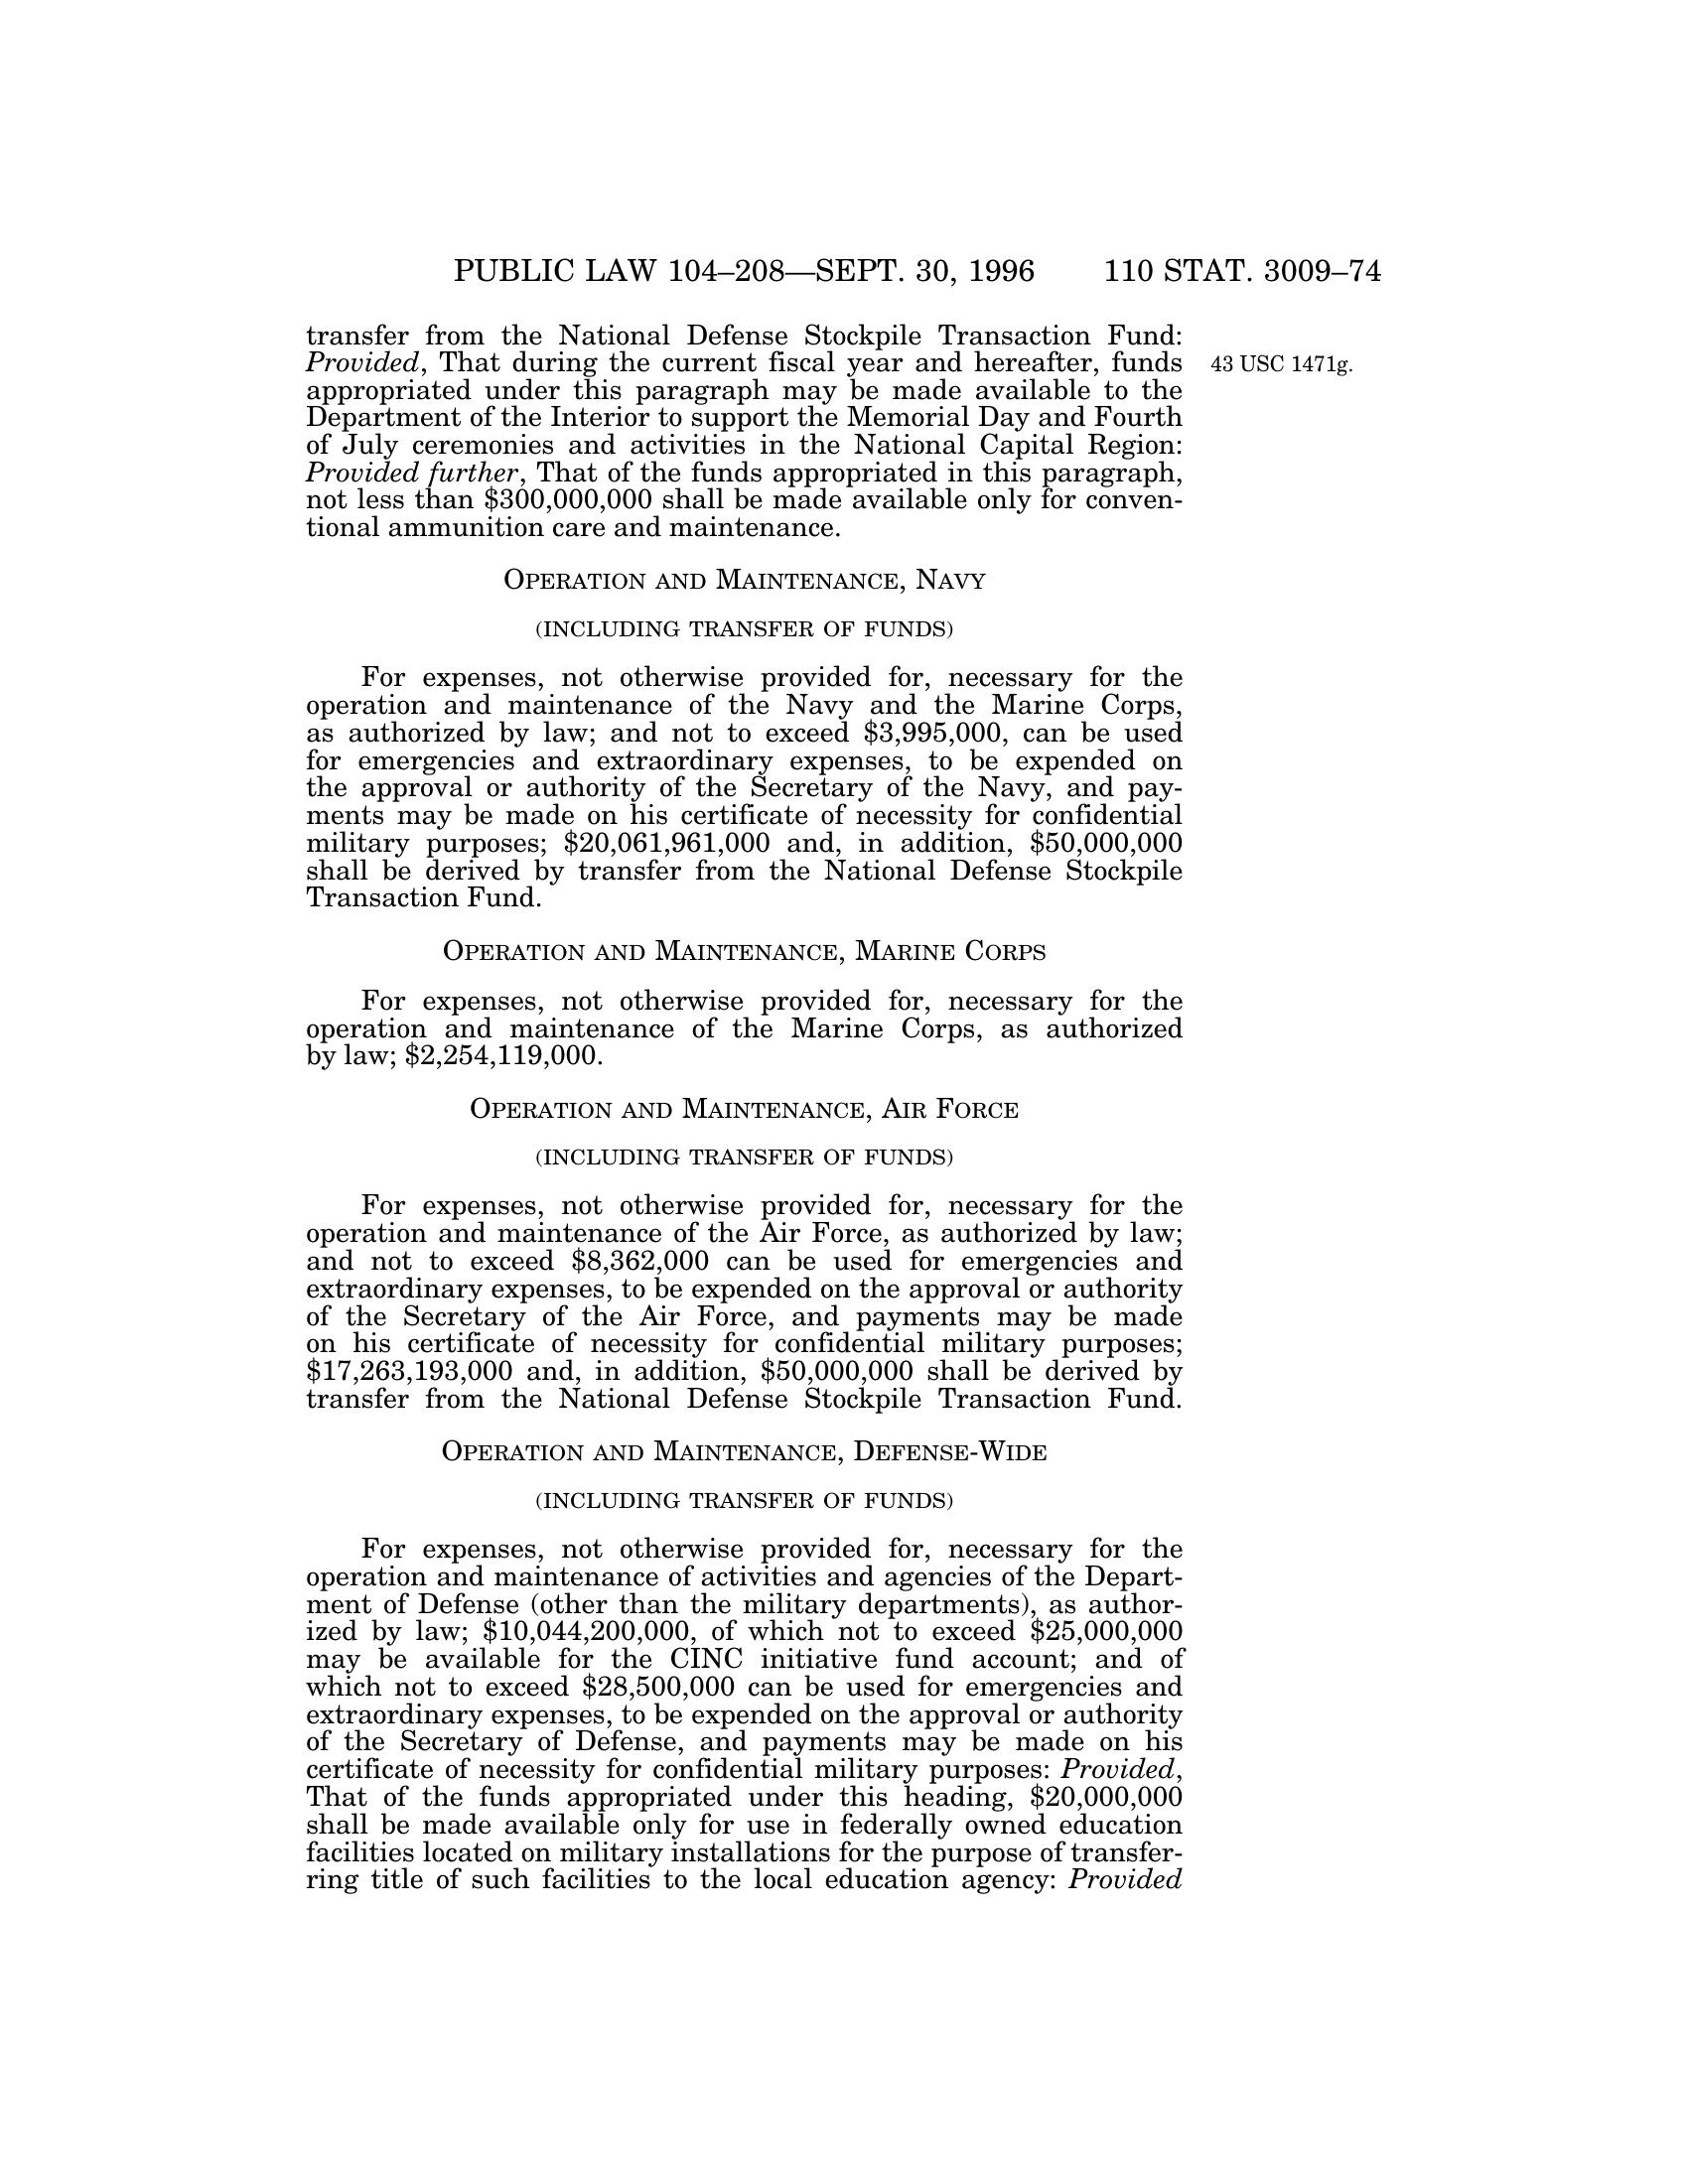 PUBLIC LAW 104–208—SEPT. 30, 1996 110 STAT. 3009–74
transfer from the National Defense Stockpile Transaction Fund:
Provided, That during the current fiscal year and hereafter, funds
appropriated under this paragraph may be made available to the
Department of the Interior to support the Memorial Day and Fourth
of July ceremonies and activities in the National Capital Region:
Provided further, That of the funds appropriated in this paragraph,
not less than $300,000,000 shall be made available only for conven-
tional ammunition care and maintenance.
43 USC 1471g.
OPERATION AND MAINTENANCE, NAVY
(INCLUDING TRANSFER OF FUNDS)
For expenses, not otherwise provided for, necessary for the
operation and maintenance of the Navy and the Marine Corps,
as authorized by law; and not to exceed $3,995,000, can be used
for emergencies and extraordinary expenses, to be expended on
the approval or authority of the Secretary of the Navy, and pay-
ments may be made on his certificate of necessity for confidential
military purposes; $20,061,961,000 and, in addition, $50,000,000
shall be derived by transfer from the National Defense Stockpile
Transaction Fund.
OPERATION AND MAINTENANCE, MARINE CORPS
For expenses, not otherwise provided for, necessary for the
operation and maintenance of the Marine Corps, as authorized
by law; $2,254,119,000.
OPERATION AND MAINTENANCE, AIR FORCE
(INCLUDING TRANSFER OF FUNDS)
For expenses, not otherwise provided for, necessary for the
operation and maintenance of the Air Force, as authorized by law;
and not to exceed $8,362,000 can be used for emergencies and
extraordinary expenses, to be expended on the approval or authority
of the Secretary of the Air Force, and payments may be made
on his certificate of necessity for confidential military purposes;
$17,263,193,000 and, in addition, $50,000,000 shall be derived by
transfer from the National Defense Stockpile Transaction Fund.
OPERATION AND MAINTENANCE, DEFENSE-WIDE
(INCLUDING TRANSFER OF FUNDS)
For expenses, not otherwise provided for, necessary for the
operation and maintenance of activities and agencies of the Depart-
ment of Defense (other than the military departments), as author-
ized by law; $10,044,200,000, of which not to exceed $25,000,000
may be available for the CINC initiative fund account; and of
which not to exceed $28,500,000 can be used for emergencies and
extraordinary expenses, to be expended on the approval or authority
of the Secretary of Defense, and payments may be made on his
certificate of necessity for confidential military purposes: Provided,
That of the funds appropriated under this heading, $20,000,000
shall be made available only for use in federally owned education
facilities located on military installations for the purpose of transfer-
ring title of such facilities to the local education agency: Provided